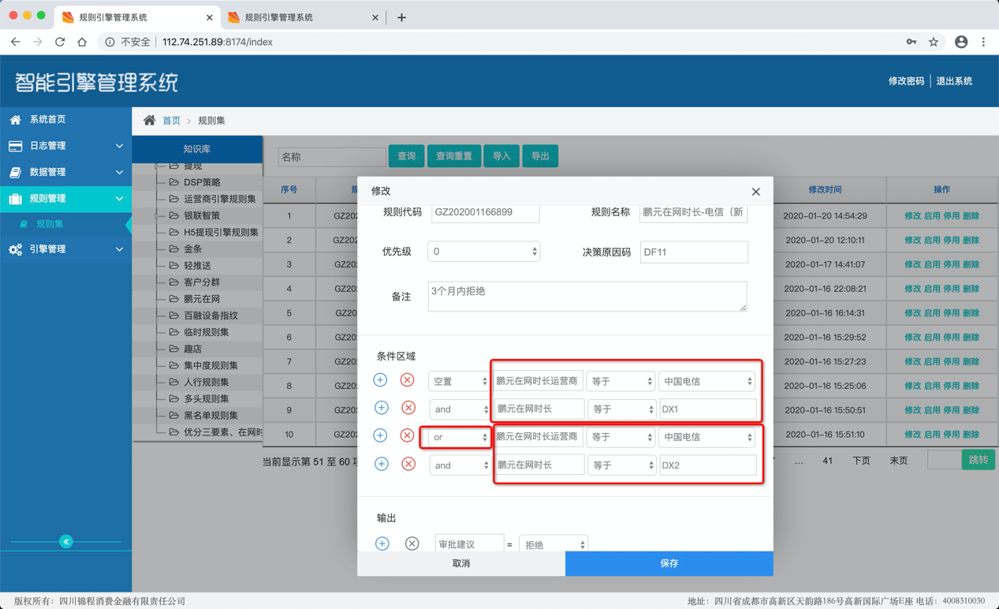 规则引擎管理系统
规则引擎管理系统
不安全 112.74.251.89:8174/index
智能引擎管理系统
修改密码 退出系统
系统首页
日志管理
数据管理
规则管理
规则集
引擎管理
首页 > 规则集
知识库
提现
DSP策略
运营商引擎规则集
银联智策
H5提现引擎规则集
金条
轻推送
客户分群
鹏元在网
百融设备指纹
临时规则集
趣店
集中度规则集
人行规则集
多头规则集
黑名单规则集
优分三要素、在网时
名称 查询 查询重置 导入 导出
序号 规 修改时间 操作
1 GZ202 2020-01-20 14:54:29 修改 启用 停用 删除
2 GZ202 2020-01-20 12:10:11 修改 启用 停用 删除
3 GZ202 2020-01-17 14:41:07 修改 启用 停用 删除
4 GZ202 2020-01-16 22:08:21 修改 启用 停用 删除
5 GZ20 2020-01-16 16:14:31 修改 启用 停用 删除
6 GZ202 2020-01-16 15:29:52 修改 启用 停用 删除
7 GZ202 2020-01-16 15:27:23 修改 启用 停用 删除
8 GZ202 2020-01-16 15:25:06 修改 启用 停用 删除
9 GZ202 2020-01-16 15:50:51 修改 启用 停用 删除
10 GZ202 2020-01-16 15:51:10 修改 启用 停用 删除
当前显示第 51 至 60 项 … 41 下页 末页 跳转
修改
规则代码 GZ202001166899 规则名称 鹏元在网时长-电信（新
优先级 0 决策原因码 DF11
备注 3个月内拒绝
条件区域
空置 鹏元在网时长运营商 等于 中国电信
and 鹏元在网时长 等于 DX1
or 鹏元在网时长运营商 等于 中国电信
and 鹏元在网时长 等于 DX2
输出
审批建议 = 拒绝
取消 保存
版权所有：四川锦程消费金融有限责任公司 地址：四川省成都市高新区天韵路186号高新国际广场E座 电话：4008310030